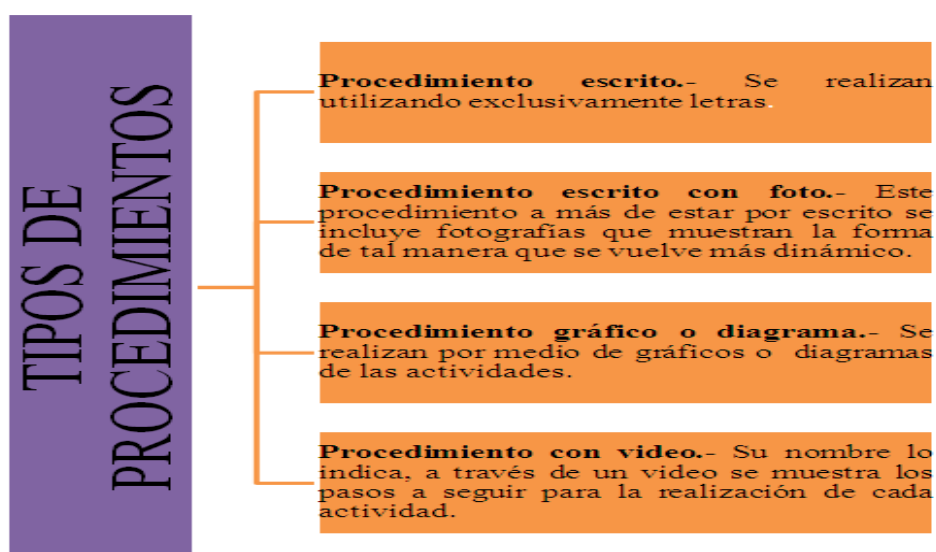 TIPOS DE
PROCEDIMIENTOS
Procedimiento escrito.- Se realizan
utilizando exclusivamente letras.
Procedimiento escrito con foto.- Este
procedimiento a más de estar por escrito se
incluye fotografías que muestran la forma
de tal manera que se vuelve más dinámico.
Procedimiento gráfico o diagrama.- Se
realizan por medio de gráficos o diagramas
de las actividades.
Procedimiento con video.- Su nombre lo
indica, a través de un video se muestra los
pasos a seguir para la realización de cada
actividad.